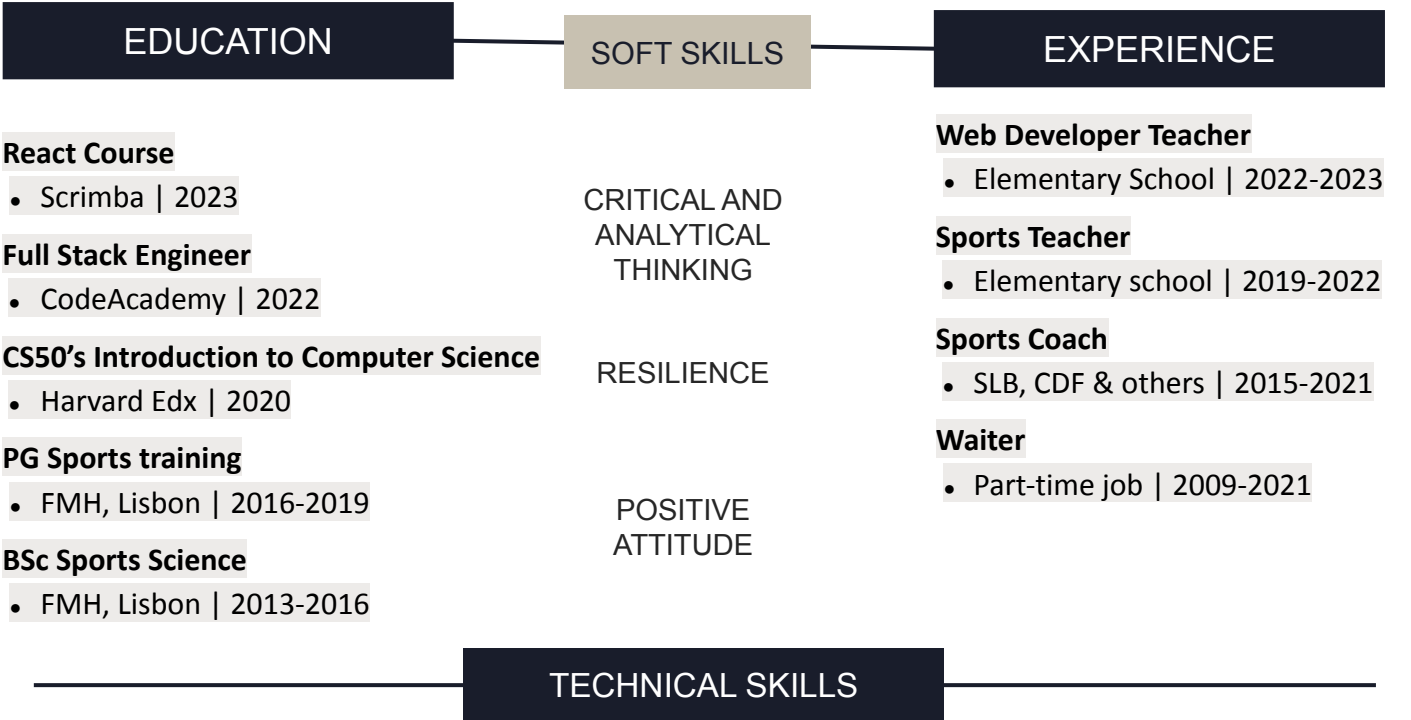 EDUCATION
React Course
• Scrimba | 2023
Full Stack Engineer
• CodeAcademy | 2022
CS50’s Introduction to Computer Science
• Harvard Edx | 2020
PG Sports training
• FMH, Lisbon | 2016-2019
BSc Sports Science
• FMH, Lisbon | 2013-2016
SOFT SKILLS
CRITICAL AND
ANALYTICAL
THINKING
RESILIENCE
POSITIVE
ATTITUDE
EXPERIENCE
Web Developer Teacher
• Elementary School | 2022-2023
Sports Teacher
• Elementary school | 2019-2022
Sports Coach
• SLB, CDF & others | 2015-2021
Waiter
• Part-time job | 2009-2021
TECHNICAL SKILLS